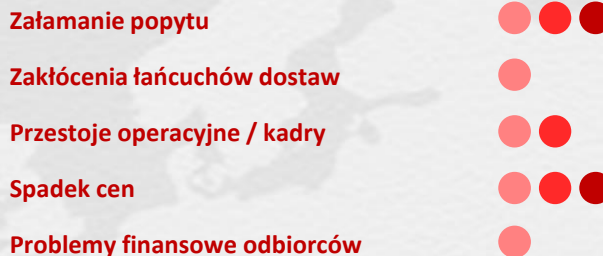 Załamanie popytu
Zakłócenia łańcuchów dostaw
Przestoje operacyjne / kadry
Spadek cen
Problemy finansowe odbiorców